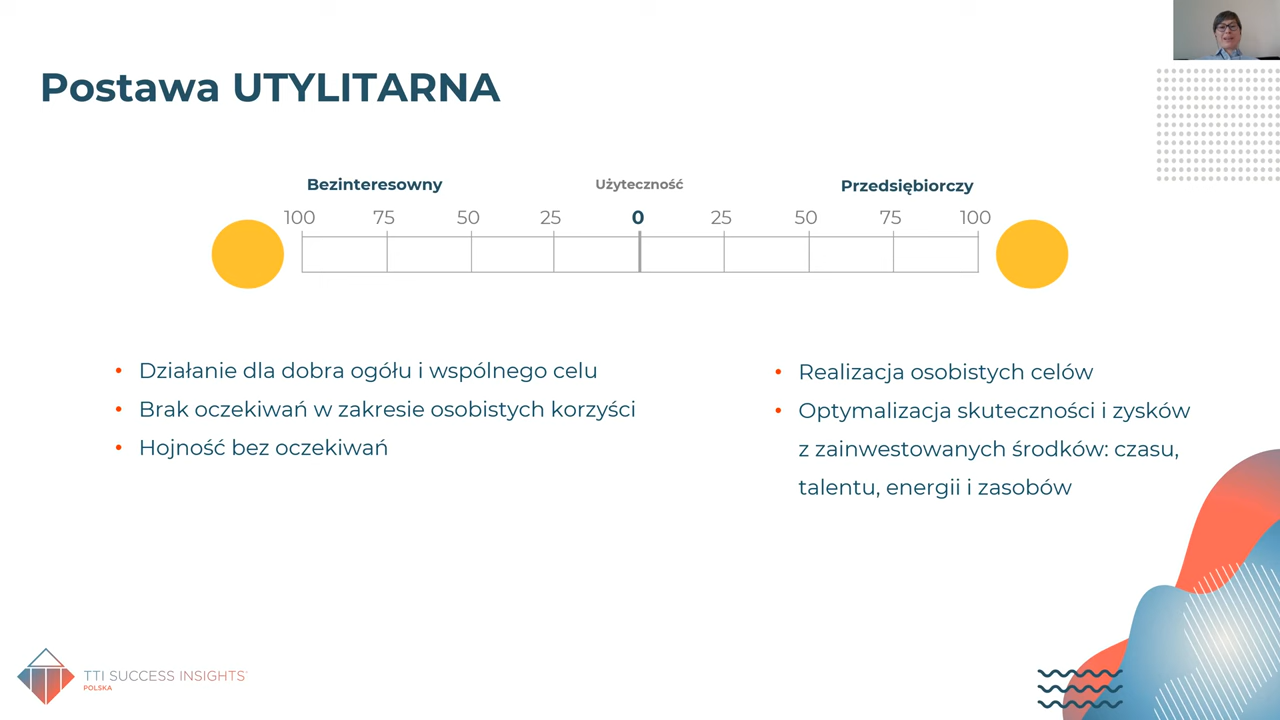 Postawa UTYLITARNA
Bezinteresowny
Użyteczność
Przedsiębiorczy
100 75 50 25 0 25 50 75 100
• Działanie dla dobra ogółu i wspólnego celu
• Brak oczekiwań w zakresie osobistych korzyści
• Hojność bez oczekiwań
• Realizacja osobistych celów
• Optymalizacja skuteczności i zysków
z zainwestowanych środków: czasu,
talentu, energii i zasobów
TTI SUCCESS INSIGHTS
POLSKA